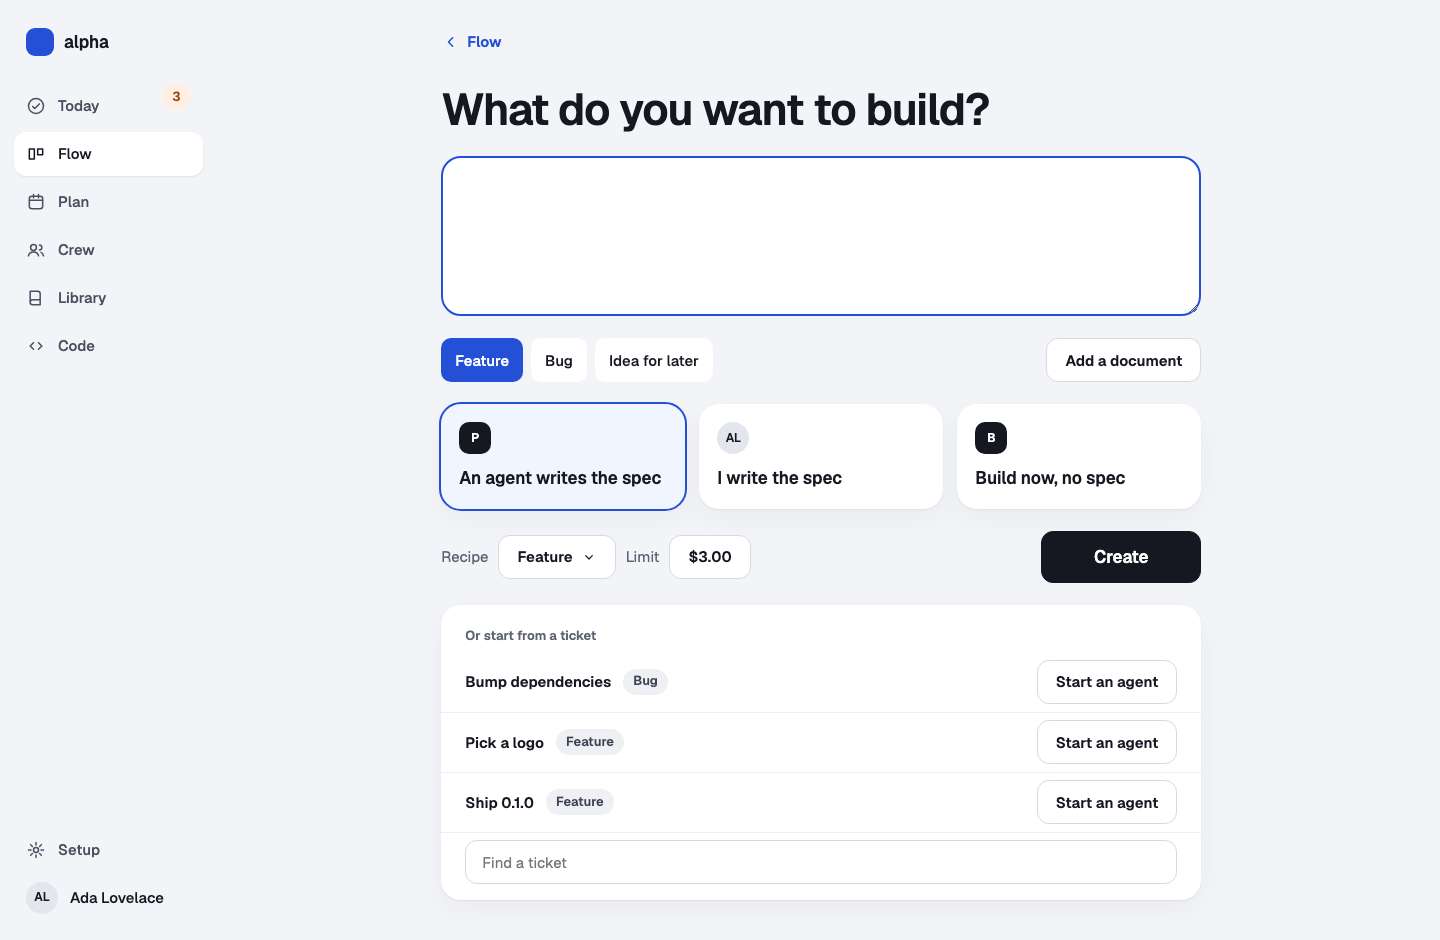 alpha
Today
3
Flow
Plan
Crew
Library
Code
Setup
AL
Ada Lovelace
Flow
What do you want to build?
Feature
Bug
Idea for later
Add a document
P
An agent writes the spec
AL
I write the spec
B
Build now, no spec
Recipe
Feature
Limit
$3.00
Create
Or start from a ticket
Bump dependencies
Bug
Start an agent
Pick a logo
Feature
Start an agent
Ship 0.1.0
Feature
Start an agent
Find a ticket